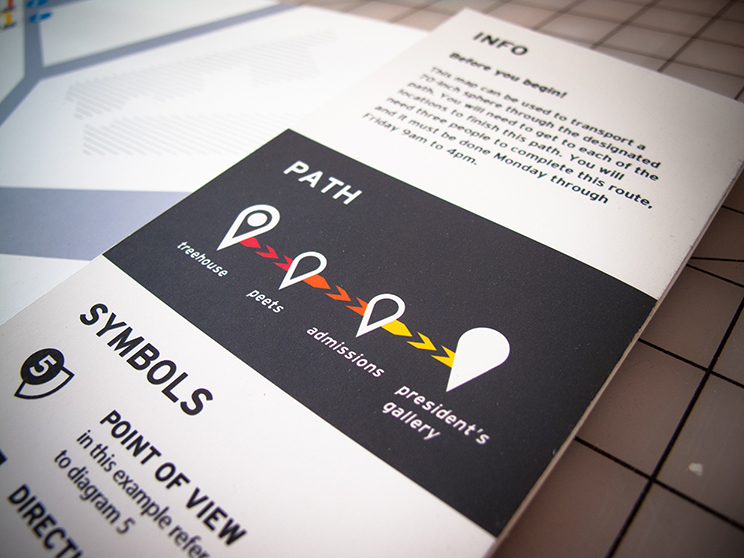 INFO
Before you begin!
This map can be used to transport a
70-inch sphere through the designated
path. You will need to get to each of the
locations to finish this path. You will
need three people to complete this route,
and it must be done Monday through
Friday 9am to 4pm.
PATH
treehouse
peets
admissions
president's
gallery
SYMBOLS
5
POINT OF VIEW
in this example refer
to diagram 5